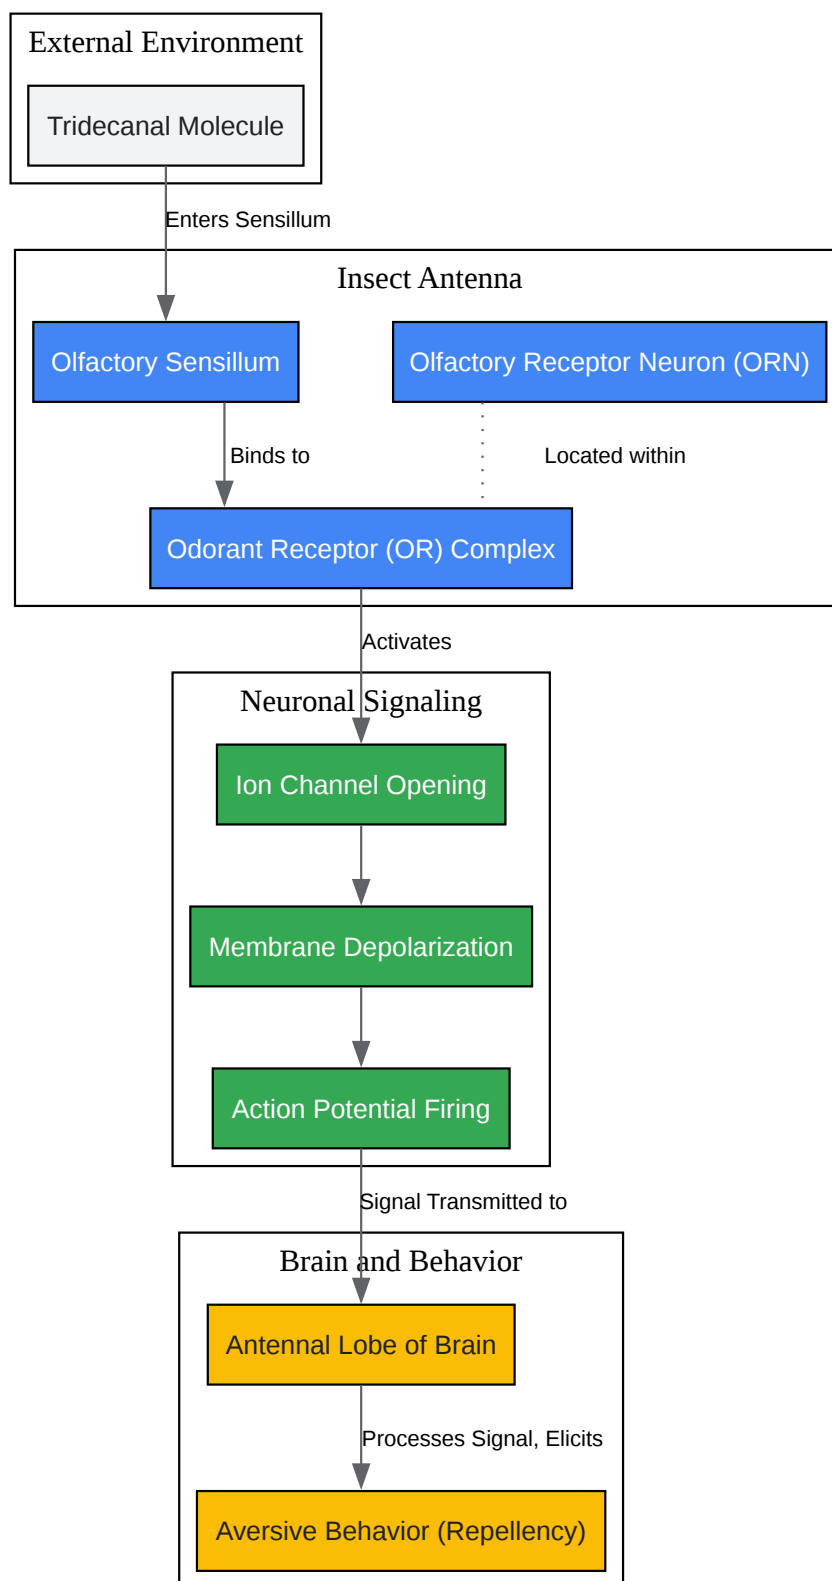 External Environment
Tridecanal Molecule
Enters Sensillum
Insect Antenna
Olfactory Sensillum
Olfactory Receptor Neuron (ORN)
Binds to
Located within
Odorant Receptor (OR) Complex
Activates
Neuronal Signaling
Ion Channel Opening
Membrane Depolarization
Action Potential Firing
Signal Transmitted to
Brain and Behavior
Antennal Lobe of Brain
Processes Signal, Elicits
Aversive Behavior (Repellency)